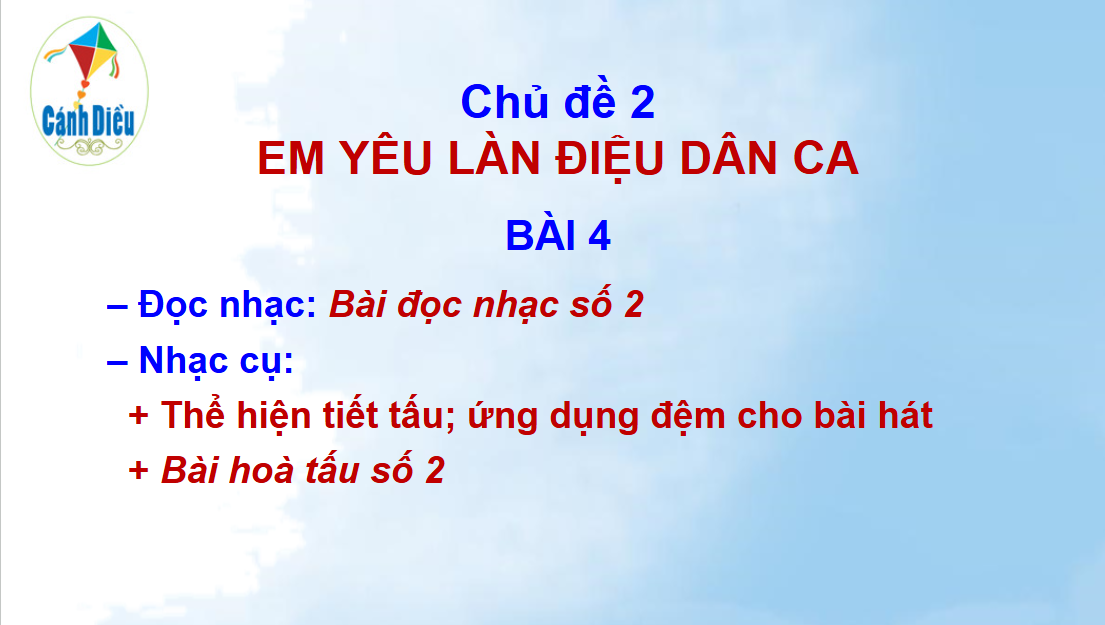 Cánh Diều
Chủ đề 2
EM YÊU LÀN ĐIỆU DÂN CA
BÀI 4
– Đọc nhạc: Bài đọc nhạc số 2
– Nhạc cụ:
+ Thể hiện tiết tấu; ứng dụng đệm cho bài hát
+ Bài hoà tấu số 2